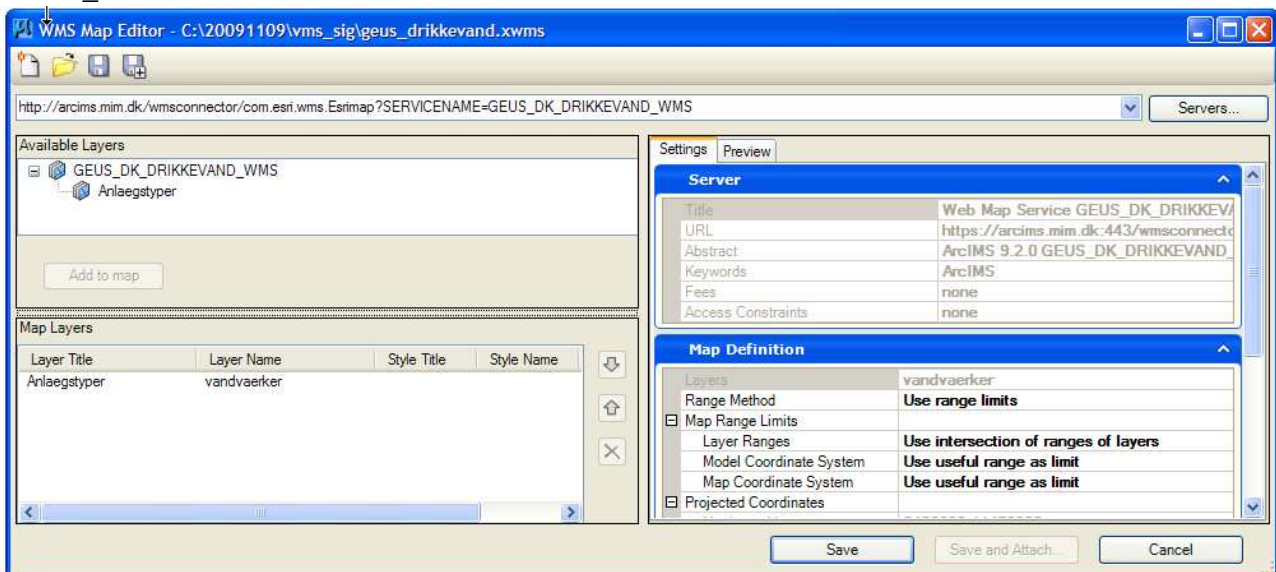 WMS Map Editor - C:\20091109\vms_sig\geus_drikkevand.xwms
http://arcims.mim.dk/wmsconnector/com.esri.wms.Esrimap?SERVICENAME=GEUS_DK_DRIKKEVAND_WMS
Servers...
Available Layers
GEUS_DK_DRIKKEVAND_WMS
Anlaegstyper
Add to map
Map Layers
Layer Title Layer Name Style Title Style Name
Anlaegstyper vandvaerker
Settings Preview
Server
Title Web Map Service GEUS_DK_DRIKKEV
URL https://arcims.mim.dk:443/wmsconnecto
Abstract ArcIMS 9.2.0 GEUS_DK_DRIKKEVAND_
Keywords ArcIMS
Fees none
Access Constraints none
Map Definition
Layers vandvaerker
Range Method Use range limits
Map Range Limits
Layer Ranges Use intersection of ranges of layers
Model Coordinate System Use useful range as limit
Map Coordinate System Use useful range as limit
Projected Coordinates
Save Save and Attach... Cancel